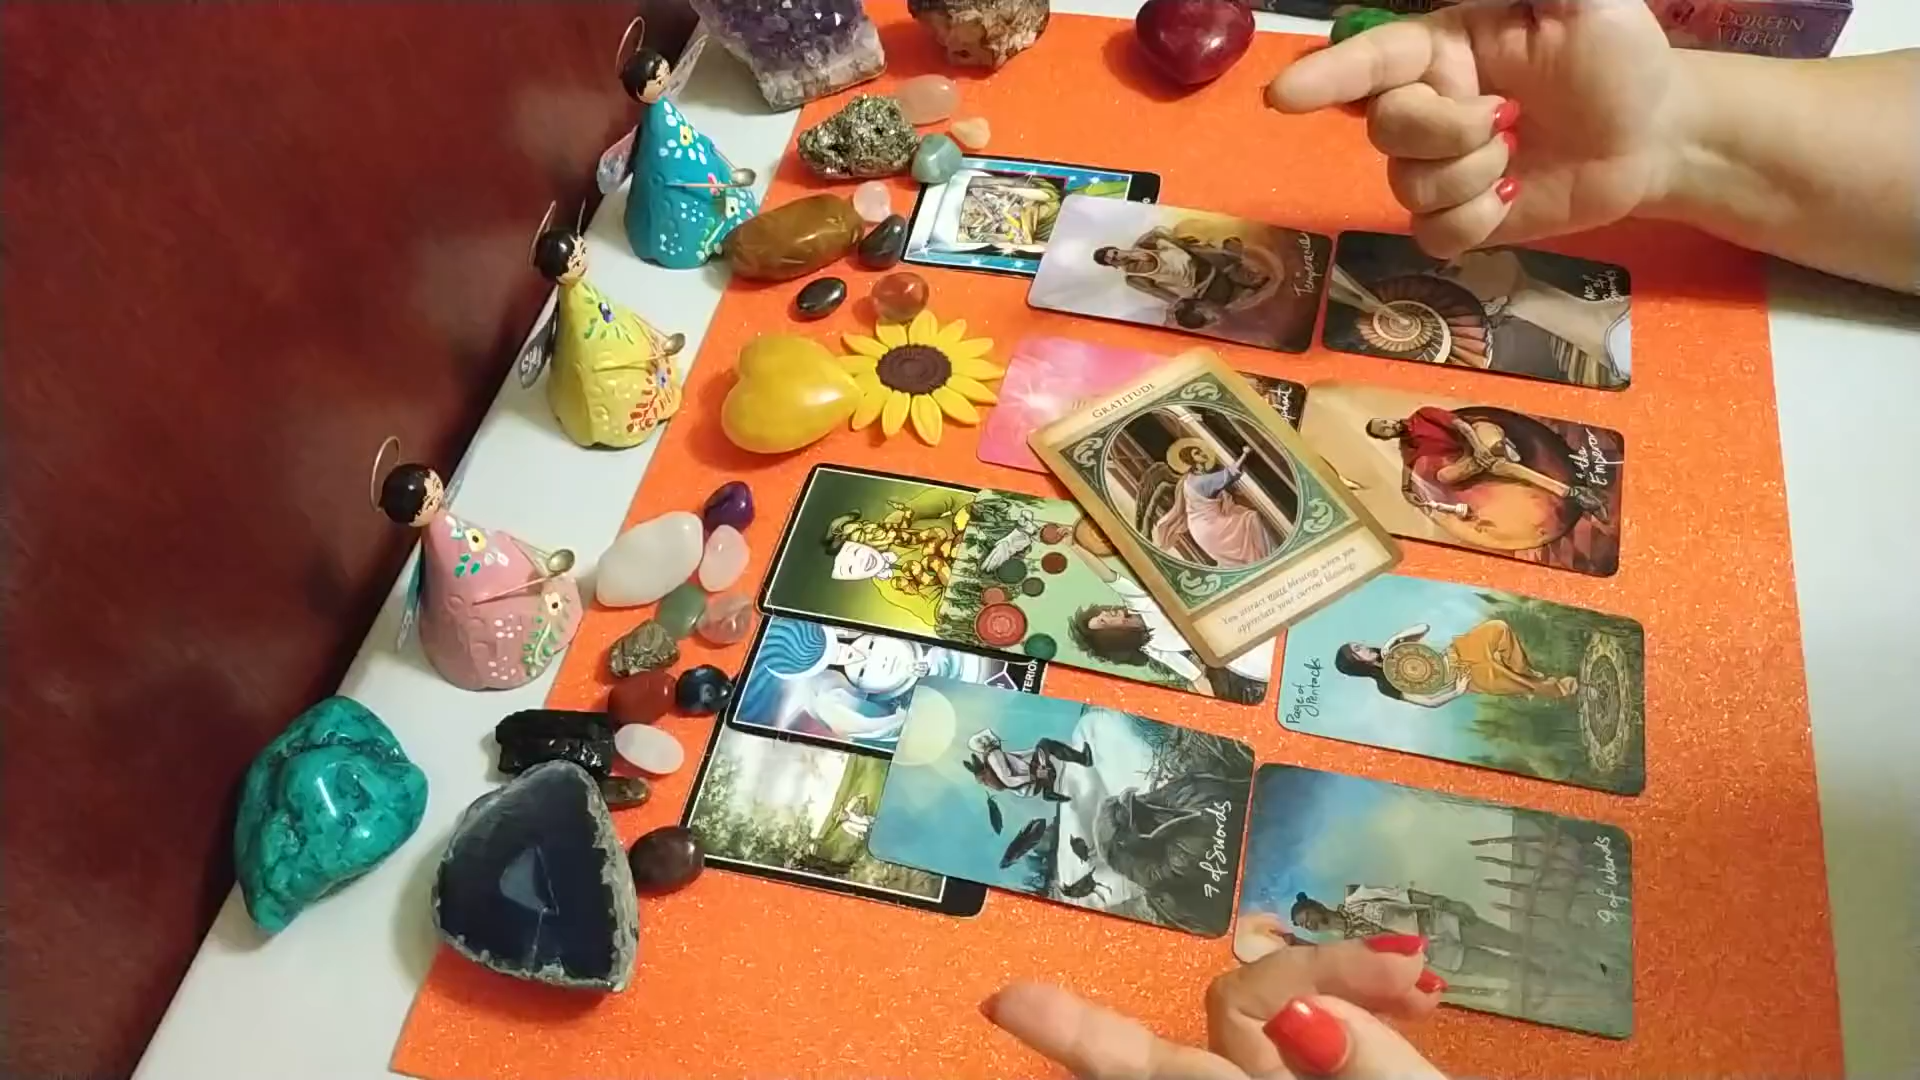 DOREEN
VIRTUE
Temperance
Ace of
Swords
GRATITUDE
the
Emperor
You attract more blessings when you
appreciate your current blessings.
Page of
Pentacles
7 of Swords
9 of Wands